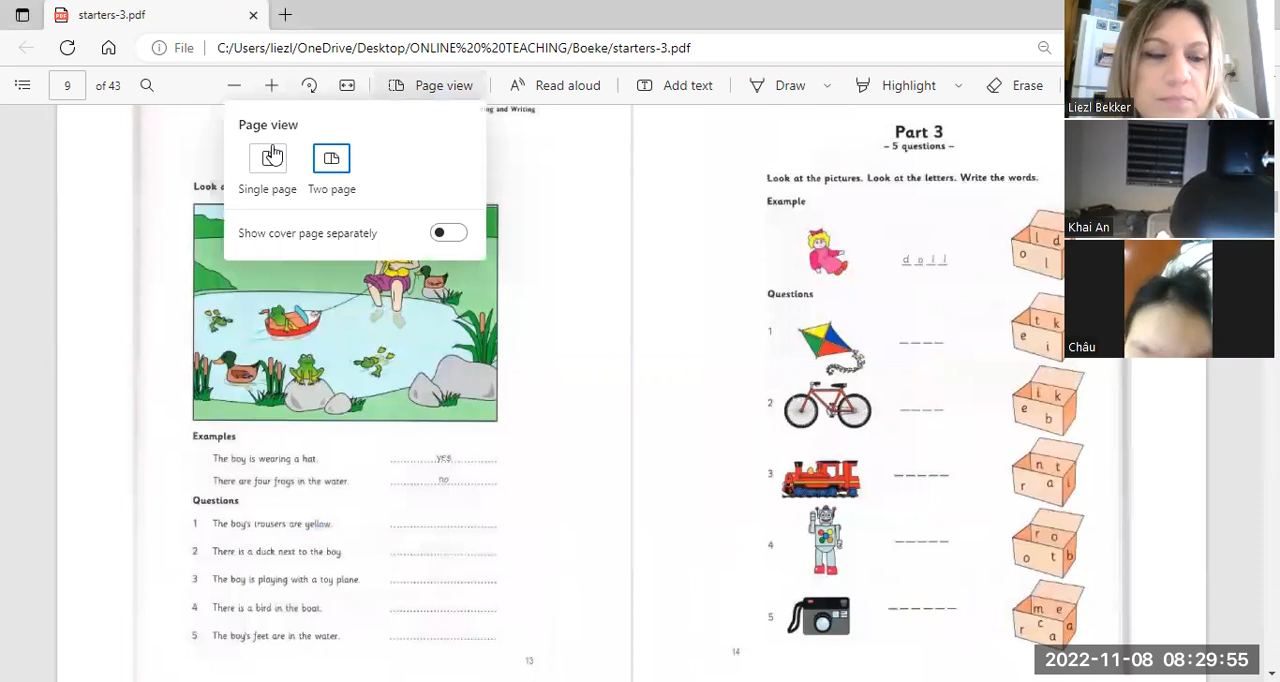 starters-3.pdf
File
C:/Users/liezl/OneDrive/Desktop/ONLINE%20%20TEACHING/Boeke/starters-3.pdf
9 of 43
Page view
Read aloud
Add text
Draw
Highlight
Erase
Liezl Bekker
Khai An
Châu
Page view
Single page
Two page
Show cover page separately
and Writing
Look
Examples
The boy is wearing a hat. yes
There are four frogs in the water. no
Questions
1 The boy's trousers are yellow.
2 There is a duck next to the boy.
3 The boy is playing with a toy plane.
4 There is a bird in the boat.
5 The boy's feet are in the water.
13
Part 3
– 5 questions –
Look at the pictures. Look at the letters. Write the words.
Example
d o l l
l d
o l
Questions
1
t k
e i
2
i k
e b
3
n t
r a i
4
r o
o t b
5
m e
c a
r a
14
2022-11-08 08:29:55